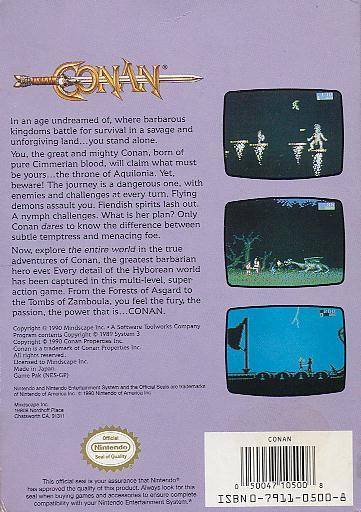 CONAN®
In an age undreamed of, where barbarous
kingdoms battle for survival in a savage and
unforgiving land...you stand alone.
You, the great and mighty Conan, born of
pure Cimmerian blood, will claim what must
be yours...the throne of Aquilonia. Yet,
beware! The journey is a dangerous one, with
enemies and challenges at every turn. Flying
demons assault you. Fiendish spirits lash out.
A nymph challenges. What is her plan? Only
Conan dares to know the difference between
subtle temptress and menacing foe.
Now, explore the entire world in the true
adventures of Conan, the greatest barbarian
hero ever. Every detail of the Hyborean world
has been captured in this multi-level, super-
action game. From the Forests of Asgard to
the Tombs of Zamboula, you feel the fury, the
passion, the power that is...CONAN.
Copyright © 1990 Mindscape Inc. • A Software Toolworks Company
Program contents Copyright © 1989 System 3
Copyright © 1990 Conan Properties Inc.
Conan is a trademark of Conan Properties Inc.
All rights reserved.
Licensed to Mindscape Inc.
Made in Japan.
Game Pak (NES-GP)
Nintendo and Nintendo Entertainment System and the Official Seals are trademarks
of Nintendo of America Inc. © 1990 Nintendo of America Inc.
Mindscape Inc.
Nordhoff Place
Chatsworth CA. 91311
Official
Nintendo
Seal of Quality
This official seal is your assurance that Nintendo®
has approved the quality of this product. Always look for this
seal when buying games and accessories to ensure complete
compatibility with your Nintendo Entertainment System.®
CONAN
0 50047 10500 8
ISBN 0-7911-0500-8